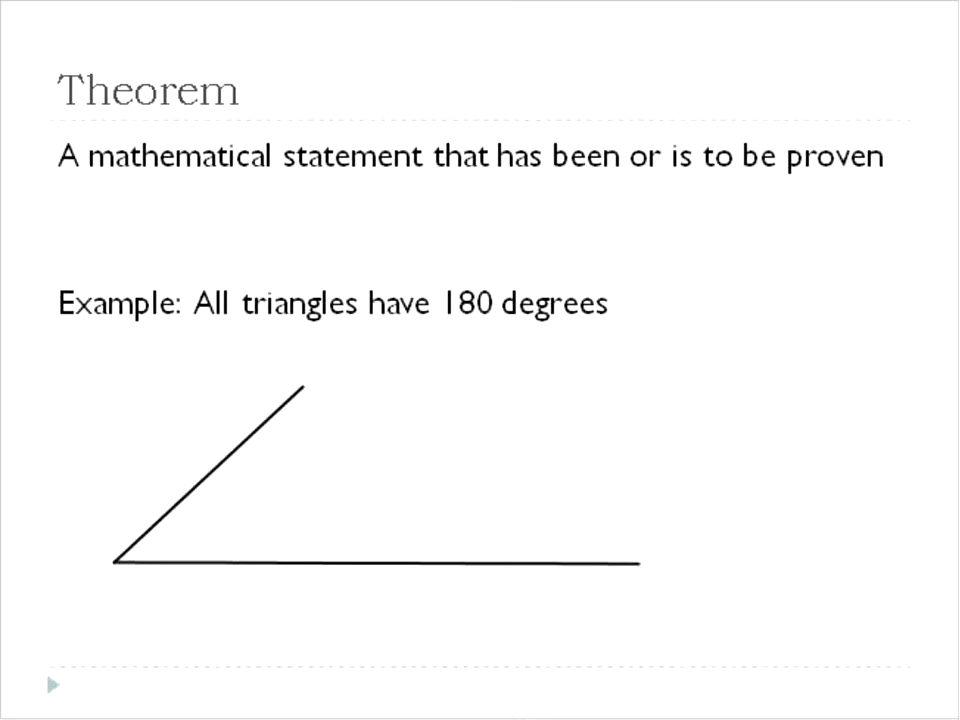 Theorem
A mathematical statement that has been or is to be proven
Example: All triangles have 180 degrees